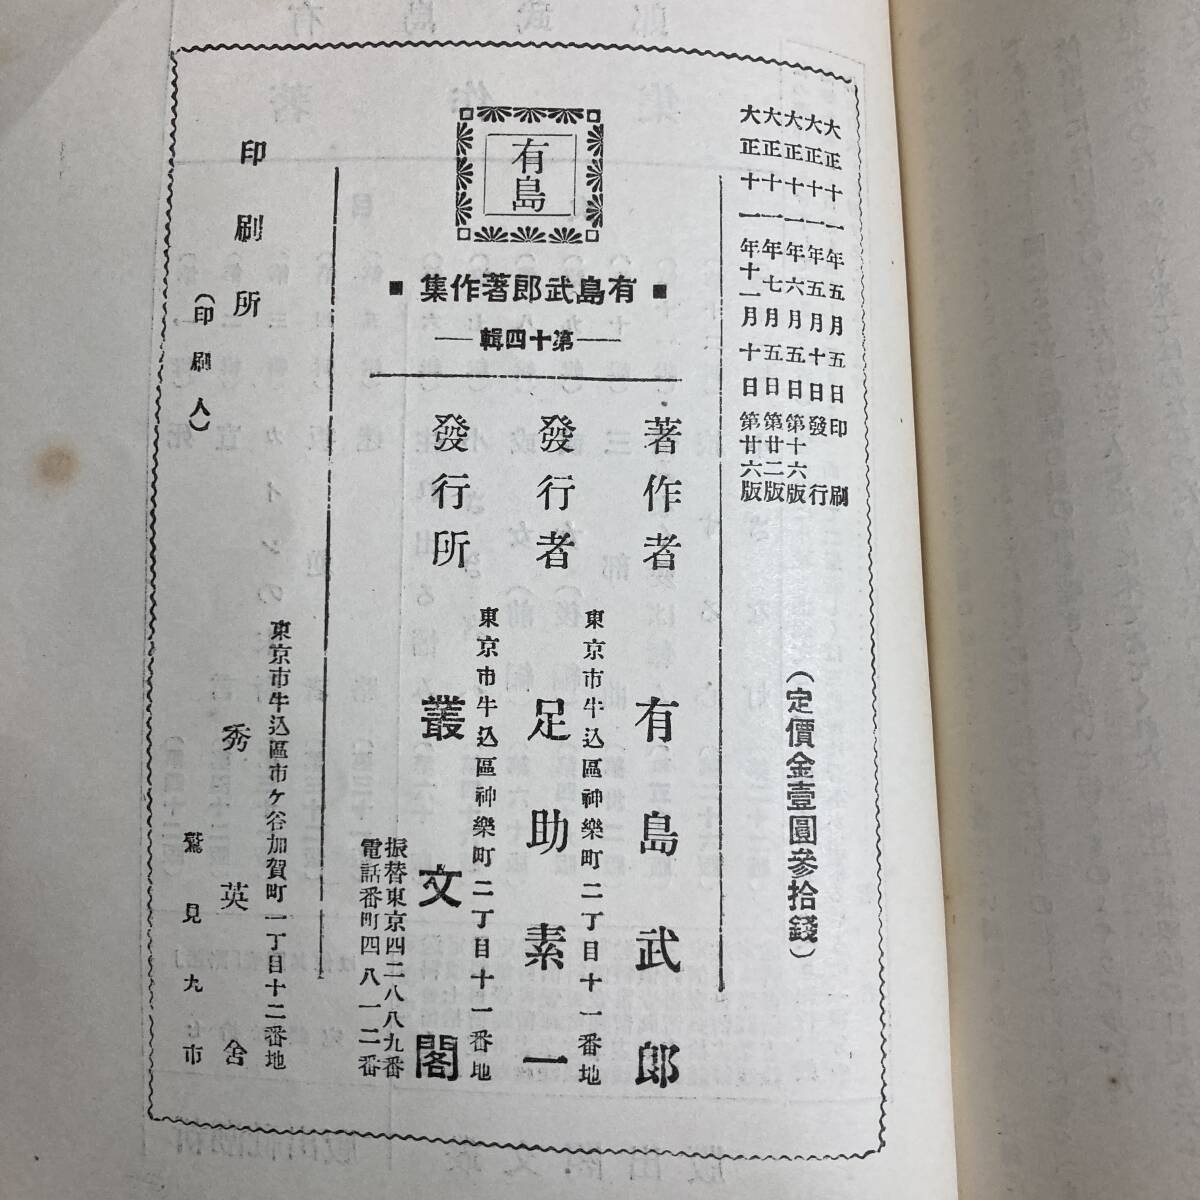 大正十一年五月五日印刷
大正十一年五月十日發行
大正十一年六月五日第十六版
大正十一年七月五日第廿二版
大正十一年十一月十日第廿六版
(定價金壹圓參拾錢)
有島
有島武郎著作集
第十四輯
著作者 有島武郎
東京市牛込區神樂町二丁目十一番地
發行者 足助素一
東京市牛込區神樂町二丁目十一番地
發行所 叢文閣
振替東京四二八八九番
電話番町四八一二番
東京市牛込區市ケ谷加賀町一丁目十二番地
印刷所 秀英舍
(印刷人) 鷲見九市